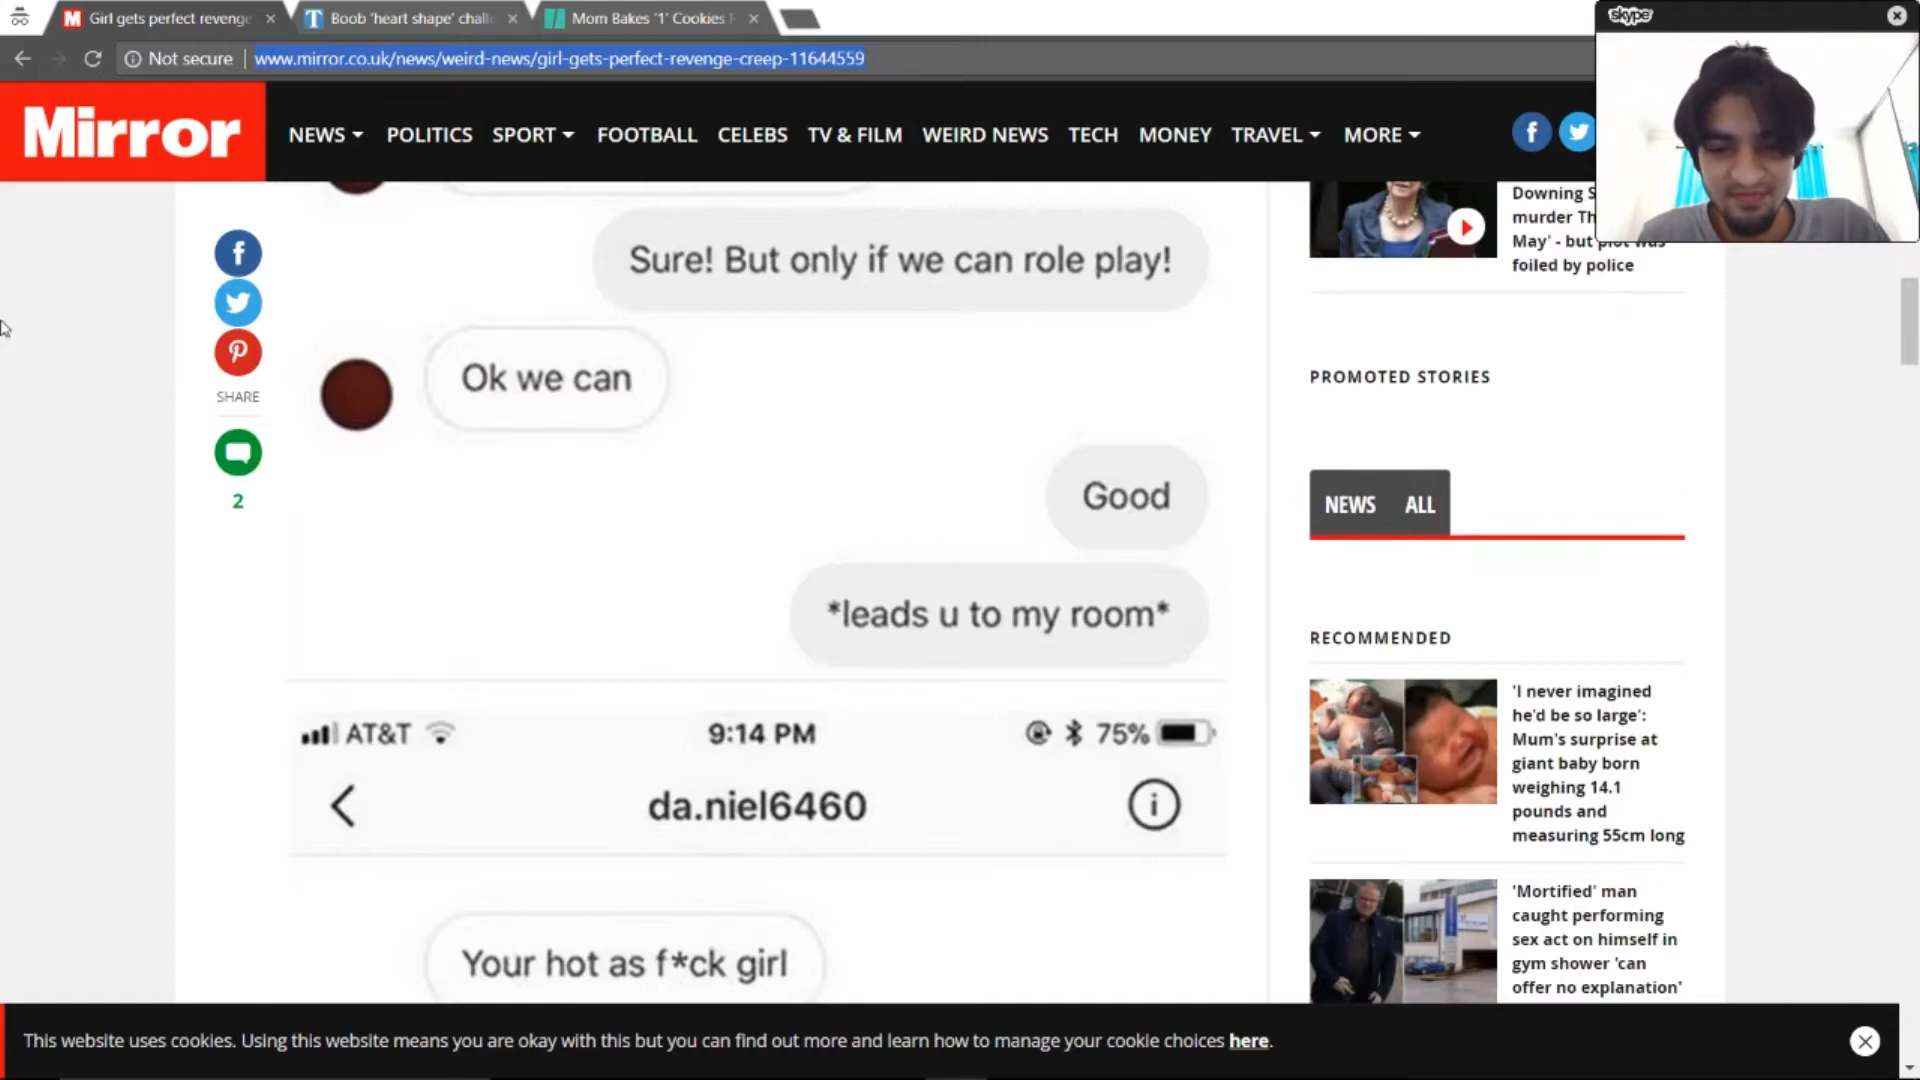 Girl gets perfect revenge
Boob 'heart shape' chall
Mom Bakes '1' Cookies F
Not secure
www.mirror.co.uk/news/weird-news/girl-gets-perfect-revenge-creep-11644559
skype
Mirror
NEWS
POLITICS
SPORT
FOOTBALL
CELEBS
TV & FILM
WEIRD NEWS
TECH
MONEY
TRAVEL
MORE
Sure! But only if we can role play!
Ok we can
Good
*leads u to my room*
AT&T
9:14 PM
75%
da.niel6460
Your hot as f*ck girl
SHARE
2
Downing S
murder Th
May' - but plot was
foiled by police
PROMOTED STORIES
NEWS ALL
RECOMMENDED
'I never imagined
he'd be so large':
Mum's surprise at
giant baby born
weighing 14.1
pounds and
measuring 55cm long
'Mortified' man
caught performing
sex act on himself in
gym shower 'can
offer no explanation'
This website uses cookies. Using this website means you are okay with this but you can find out more and learn how to manage your cookie choices here.